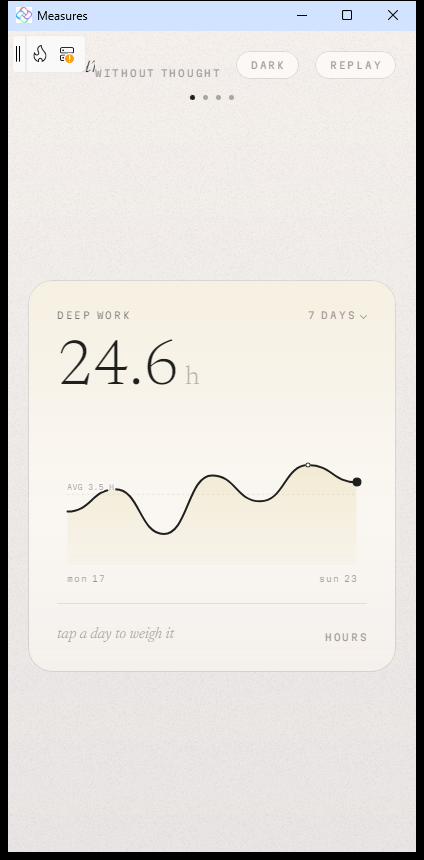 Measures
WITHOUT THOUGHT
DARK
REPLAY
DEEP WORK
7 DAYS
24.6 h
AVG 3.5 H
mon 17
sun 23
tap a day to weigh it
HOURS